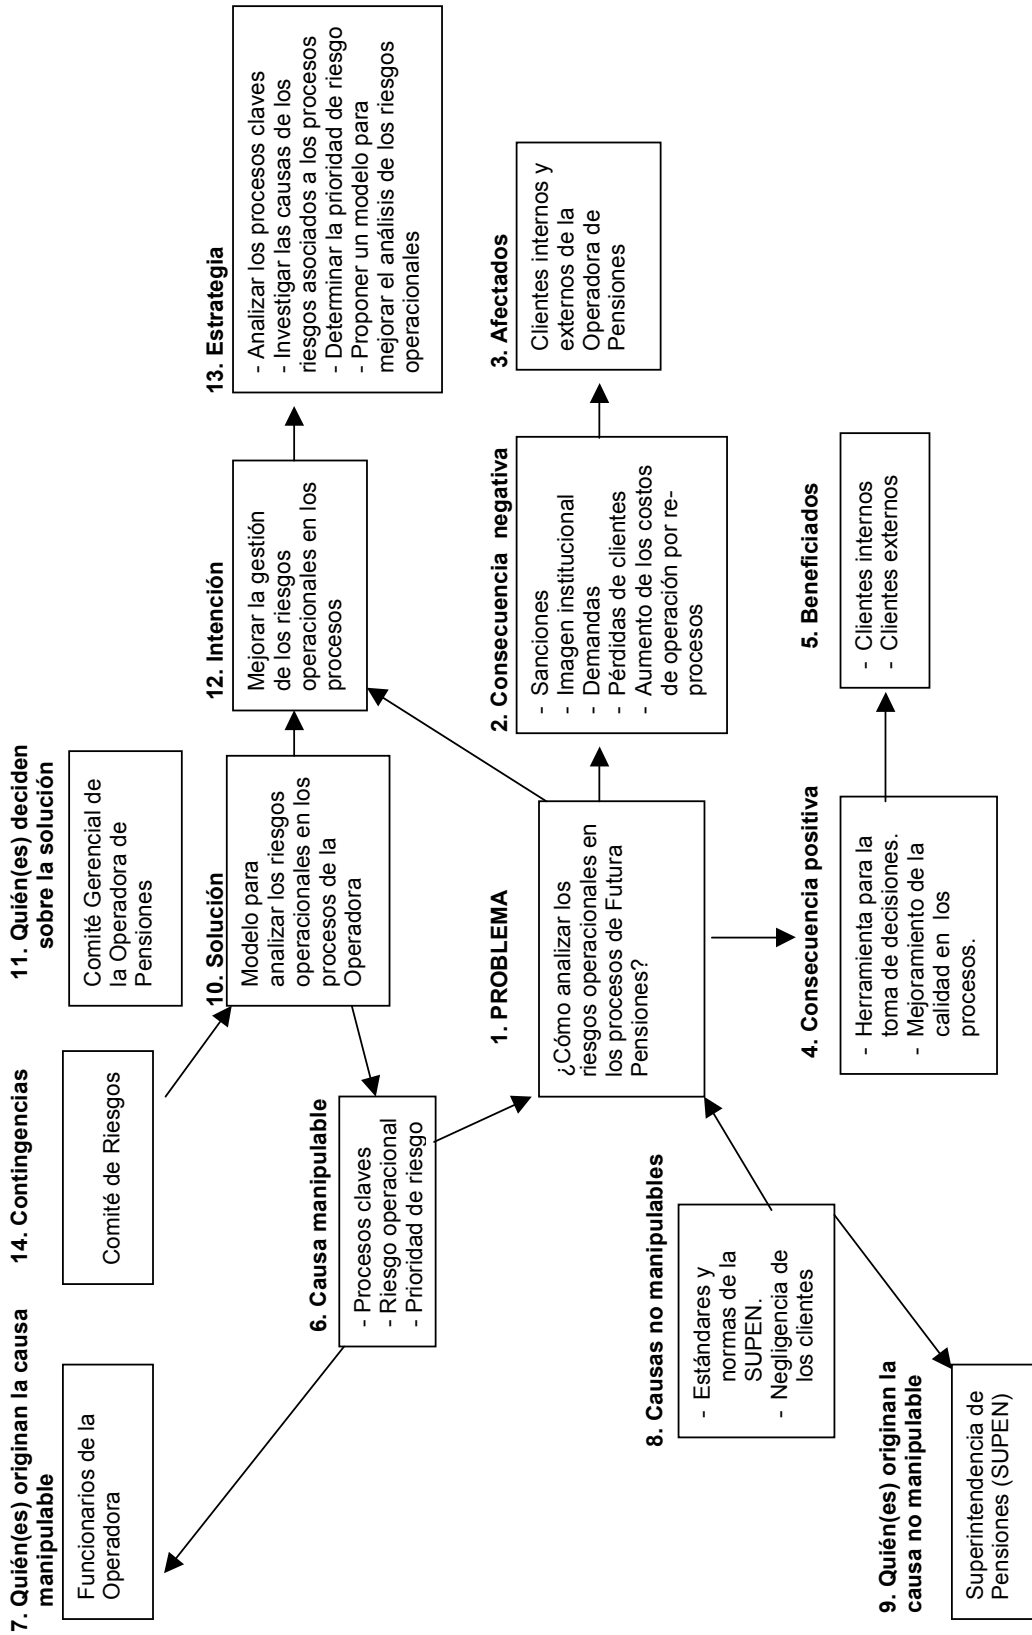 7. Quién(es) originan la causa
manipulable
Funcionarios de la
Operadora
14. Contingencias
Comité de Riesgos
11. Quién(es) deciden
sobre la solución
Comité Gerencial de
la Operadora de
Pensiones
10. Solución
Modelo para
analizar los riesgos
operacionales en los
procesos de la
Operadora
12. Intención
Mejorar la gestión
de los riesgos
operacionales en los
procesos
13. Estrategia
- Analizar los procesos claves
- Investigar las causas de los
riesgos asociados a los procesos
- Determinar la prioridad de riesgo
- Proponer un modelo para
mejorar el análisis de los riesgos
operacionales
6. Causa manipulable
- Procesos claves
- Riesgo operacional
- Prioridad de riesgo
1. PROBLEMA
¿Cómo analizar los
riesgos operacionales en
los procesos de Futura
Pensiones?
2. Consecuencia negativa
- Sanciones
- Imagen institucional
- Demandas
- Pérdidas de clientes
- Aumento de los costos
de operación por re-
procesos
3. Afectados
Clientes internos y
externos de la
Operadora de
Pensiones
8. Causas no manipulables
- Estándares y
normas de la
SUPEN.
- Negligencia de
los clientes
4. Consecuencia positiva
- Herramienta para la
toma de decisiones.
- Mejoramiento de la
calidad en los
procesos.
5. Beneficiados
- Clientes internos
- Clientes externos
9. Quién(es) originan la
causa no manipulable
Superintendencia de
Pensiones (SUPEN)